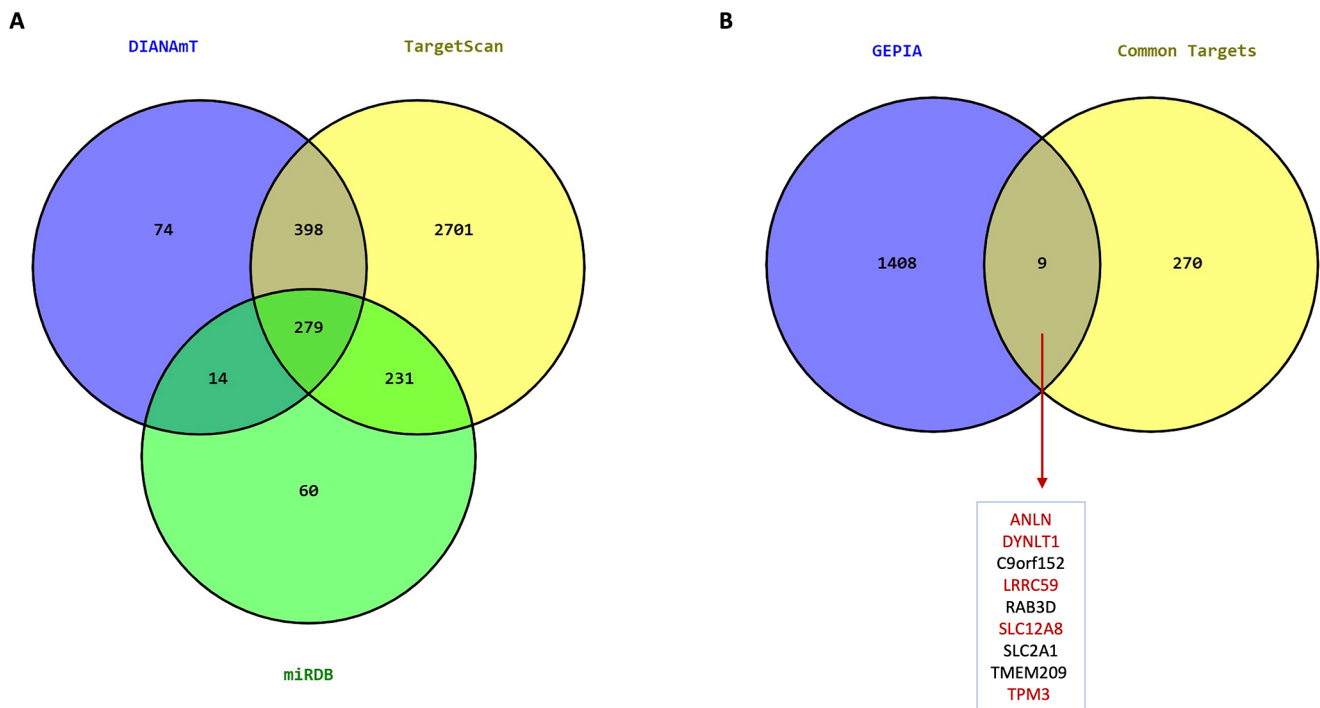 A
B
DIANAmT
TargetScan
GEPIA
Common Targets
74
398
2701
1408
9
270
279
14
231
60
miRDB
ANLN
DYNLT1
C9orf152
LRRC59
RAB3D
SLC12A8
SLC2A1
TMEM209
TPM3